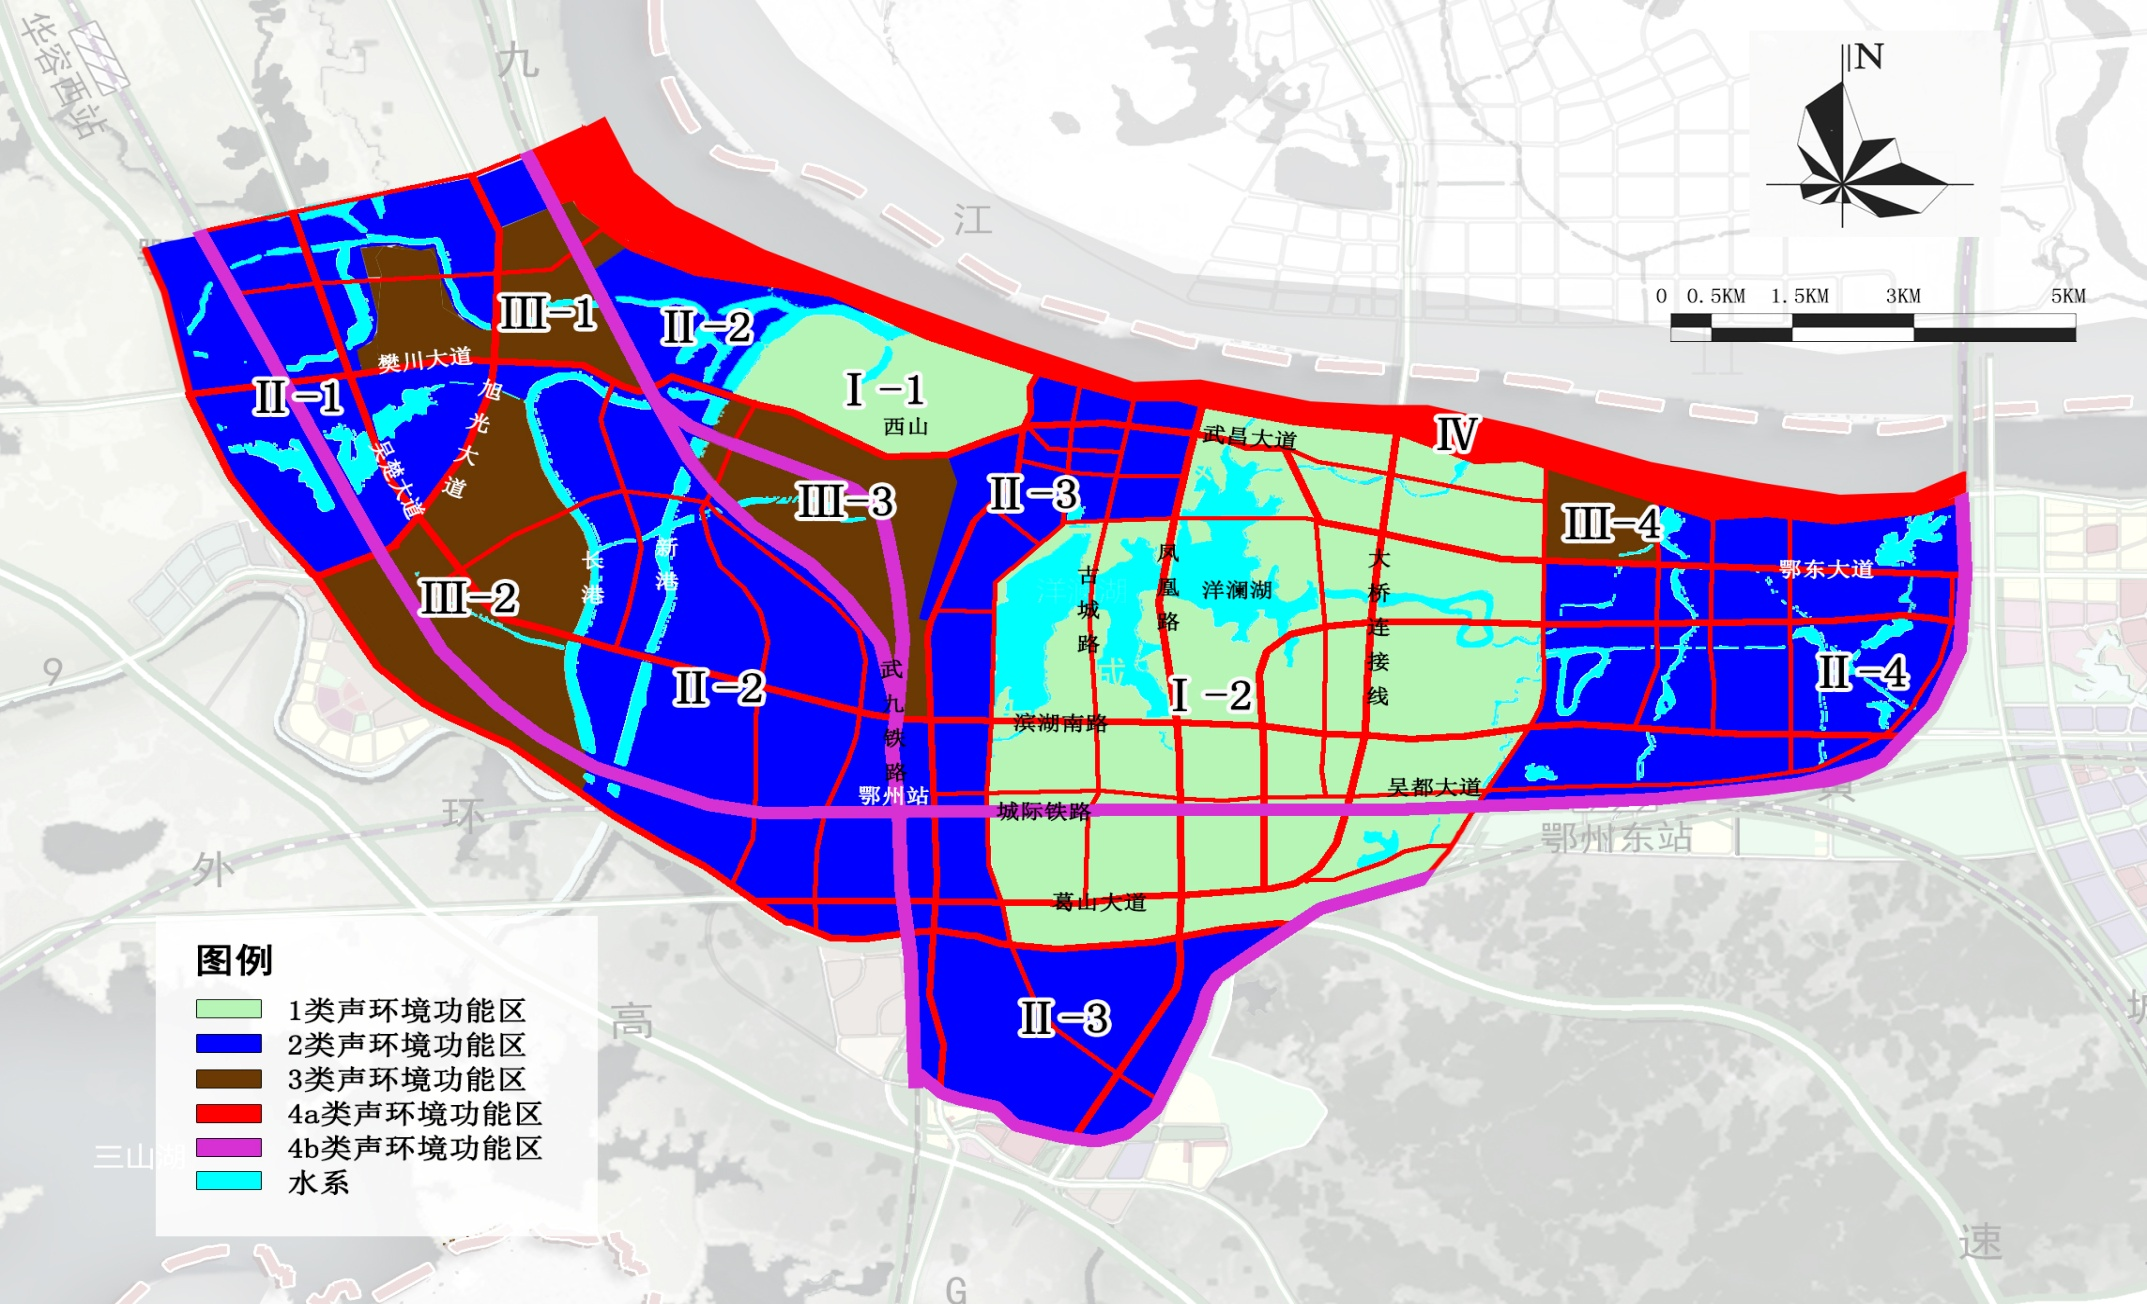 华容西站
九
N
江
0 0.5KM 1.5KM 3KM 5KM
鄂
Ⅲ-1
Ⅱ-2
樊川大道
旭光大道
Ⅱ-1
Ⅰ-1
西山
吴楚大道
武昌大道
Ⅳ
Ⅲ-3
Ⅱ-3
Ⅲ-4
长港
新港
古城路
凤凰路
洋澜湖
洋澜湖
大桥连接线
鄂东大道
Ⅲ-2
9
成
Ⅱ-2
武九铁路
Ⅰ-2
Ⅱ-4
滨湖南路
鄂州站
吴都大道
城际铁路
鄂州东站
环
外
葛山大道
高
Ⅱ-3
城
速
G
三山湖
图例
1类声环境功能区
2类声环境功能区
3类声环境功能区
4a类声环境功能区
4b类声环境功能区
水系